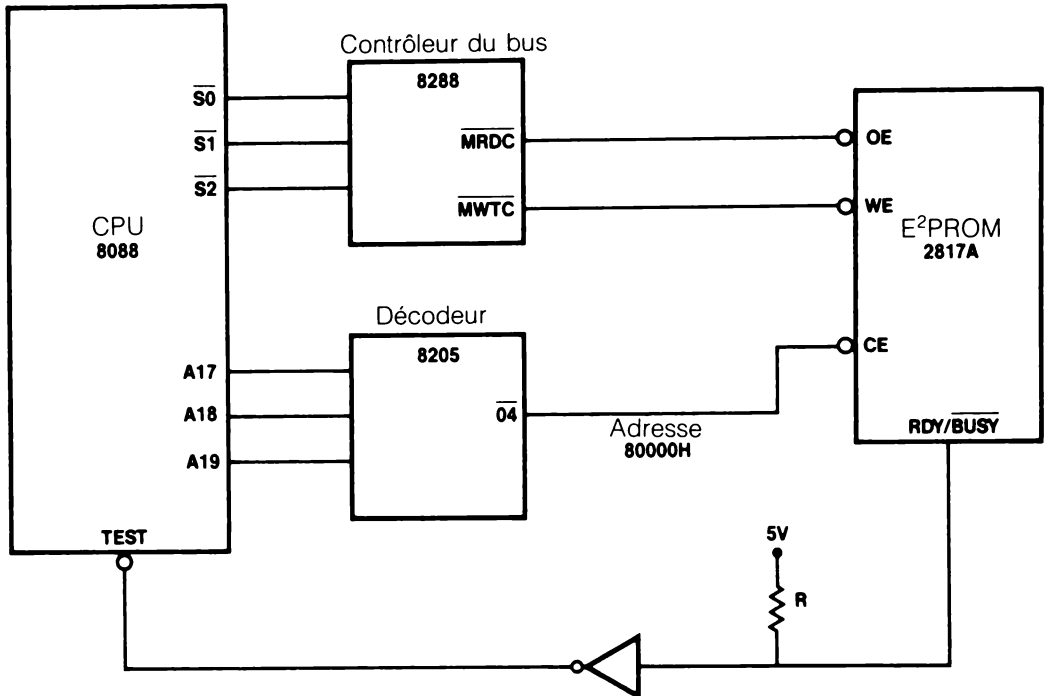 Contrôleur du bus
8288
S0
S1
S2
MRDC
MWTC
OE
WE
CPU
8088
E²PROM
2817A
Décodeur
8205
CE
A17
A18
A19
04
Adresse
80000H
RDY/BUSY
TEST
5V
R